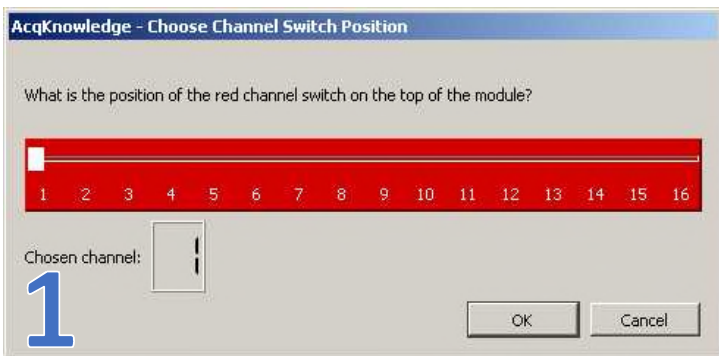 AcqKnowledge - Choose Channel Switch Position
What is the position of the red channel switch on the top of the module?
1 2 3 4 5 6 7 8 9 10 11 12 13 14 15 16
Chosen channel: 1
1
OK Cancel